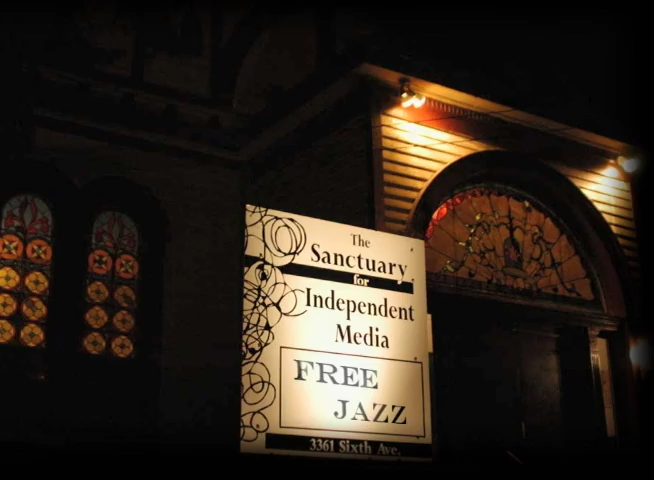 The
Sanctuary
for
Independent
Media
FREE
JAZZ
3361 Sixth Ave.